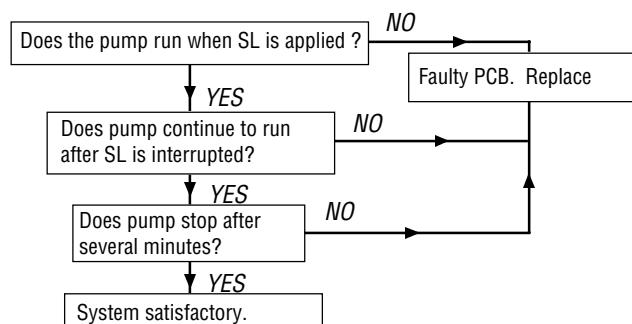 Does the pump run when SL is applied ?
NO
Faulty PCB. Replace
YES
Does pump continue to run
after SL is interrupted?
NO
YES
Does pump stop after
several minutes?
NO
YES
System satisfactory.